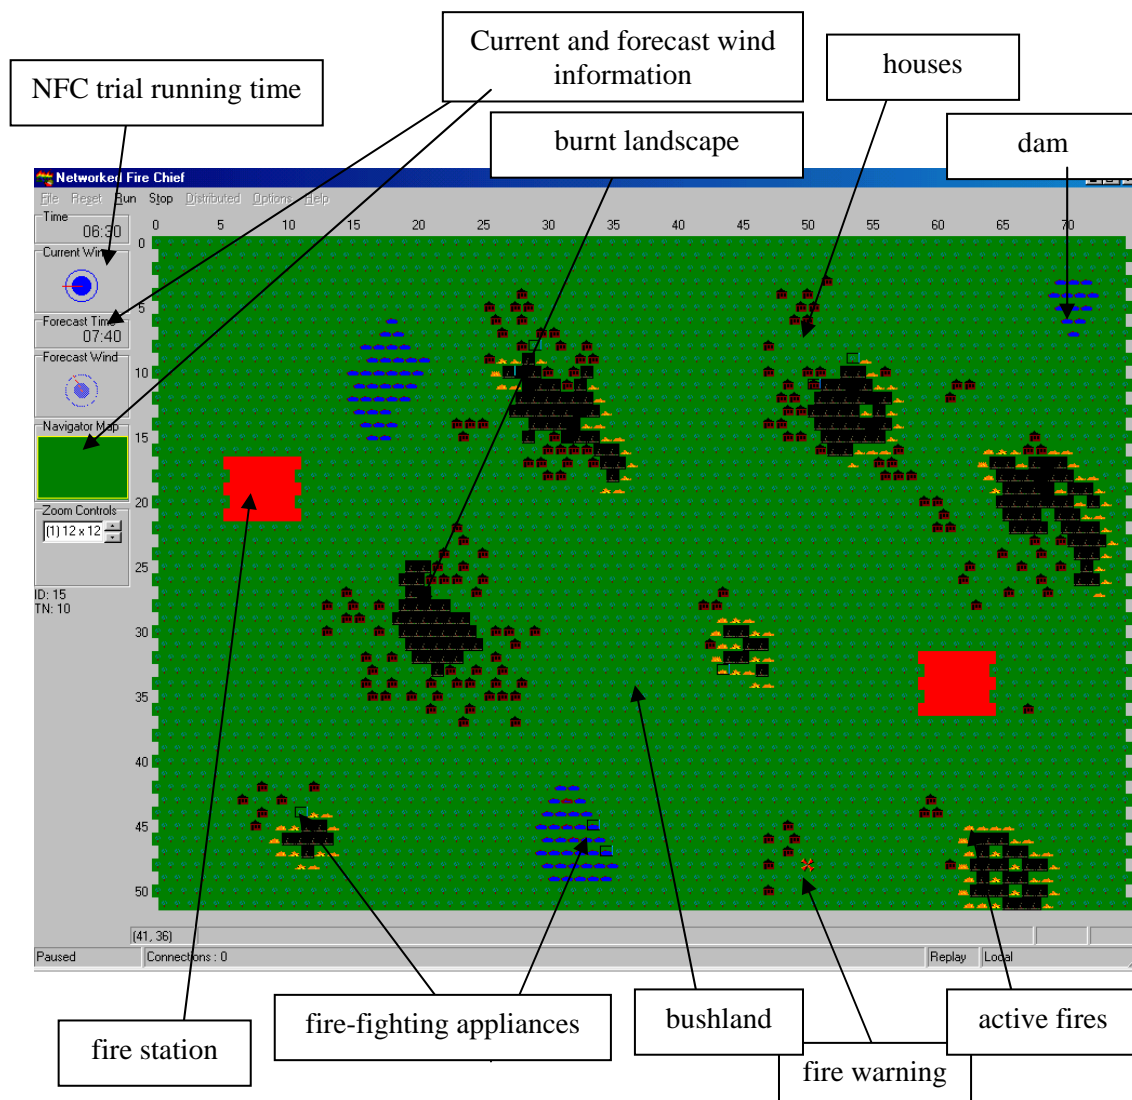 Current and forecast wind
information
houses
NFC trial running time
burnt landscape
dam
Networked Fire Chief
File Reset Run Stop Distributed Options Help
Time
06:30
0 5 10 15 20 25 30 35 40 45 50 55 60 65 70
Current Wind
Forecast Time
07:40
Forecast Wind
Navigator Map
Zoom Controls
(1) 12 x 12
ID: 15
TN: 10
0
5
10
15
20
25
30
35
40
45
50
(41, 36)
Paused Connections : 0 Replay Local
fire station
fire-fighting appliances
bushland
active fires
fire warning